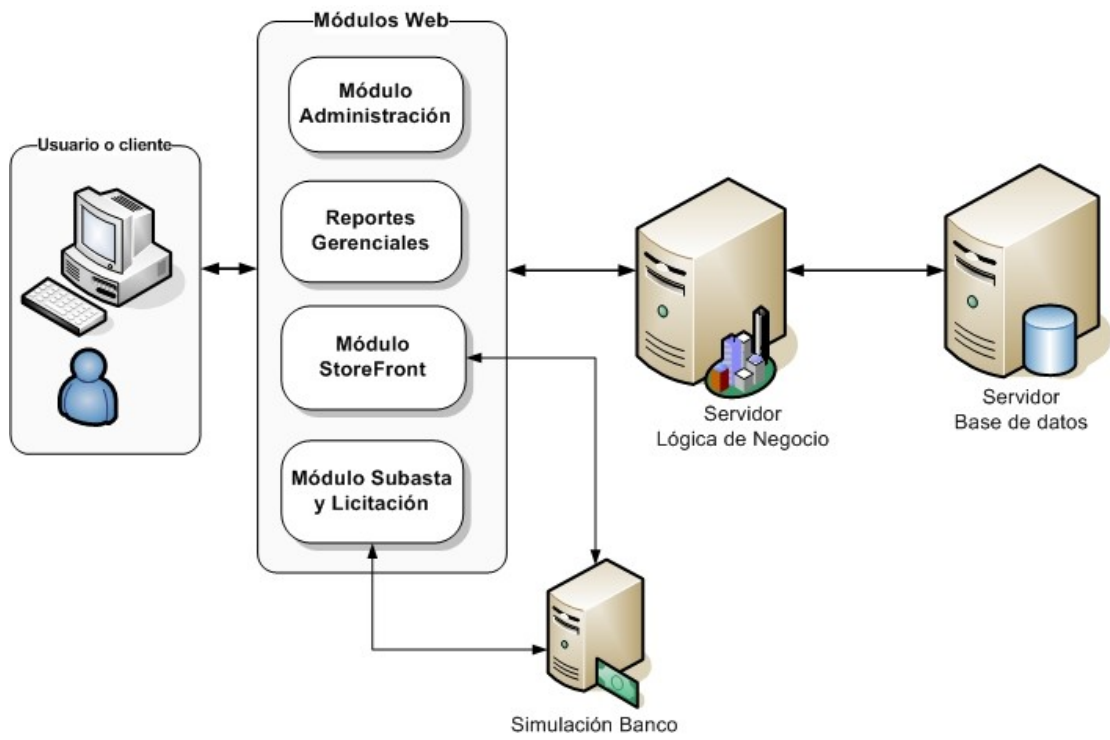 Usuario o cliente
Módulos Web
Módulo
Administración
Reportes
Gerenciales
Módulo
StoreFront
Módulo Subasta
y Licitación
Servidor
Lógica de Negocio
Servidor
Base de datos
Simulación Banco